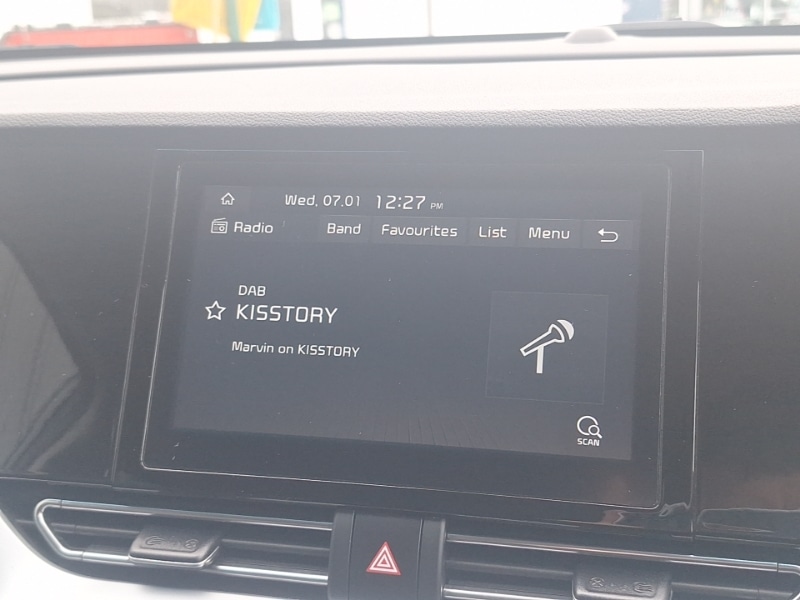 Wed, 07.01 12:27 PM
Radio Band Favourites List Menu
DAB
KISSTORY
Marvin on KISSTORY
SCAN